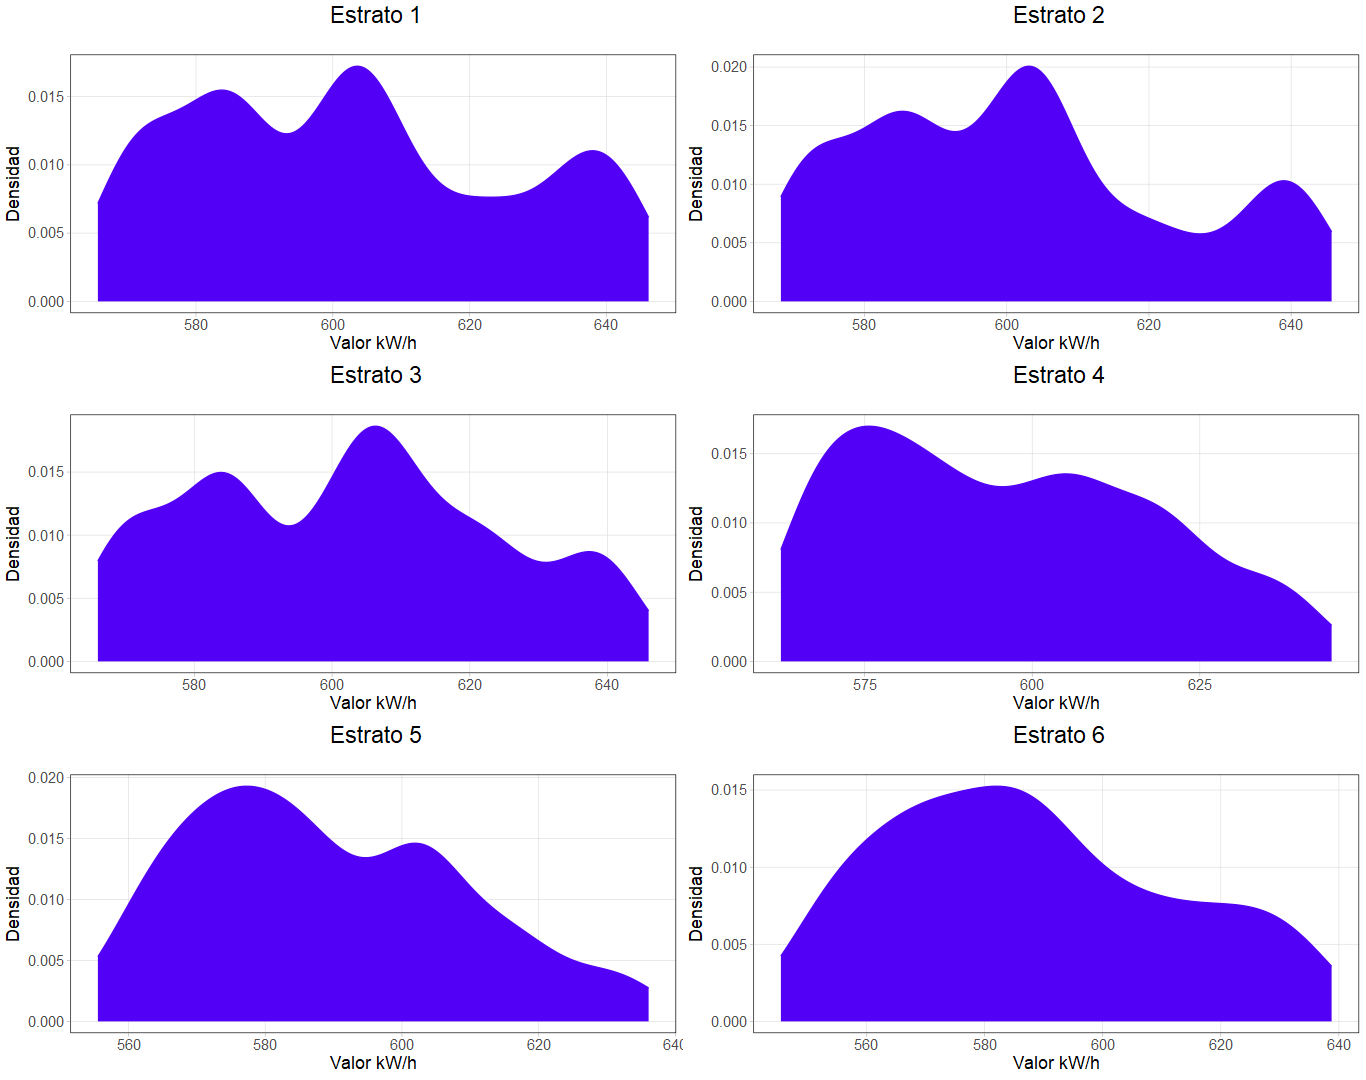 Estrato 1
Densidad
0.015
0.010
0.005
0.000
580 600 620 640
Valor kW/h
Estrato 2
Densidad
0.020
0.015
0.010
0.005
0.000
580 600 620 640
Valor kW/h
Estrato 3
Densidad
0.015
0.010
0.005
0.000
580 600 620 640
Valor kW/h
Estrato 4
Densidad
0.015
0.010
0.005
0.000
575 600 625
Valor kW/h
Estrato 5
Densidad
0.020
0.015
0.010
0.005
0.000
560 580 600 620 640
Valor kW/h
Estrato 6
Densidad
0.015
0.010
0.005
0.000
560 580 600 620 640
Valor kW/h